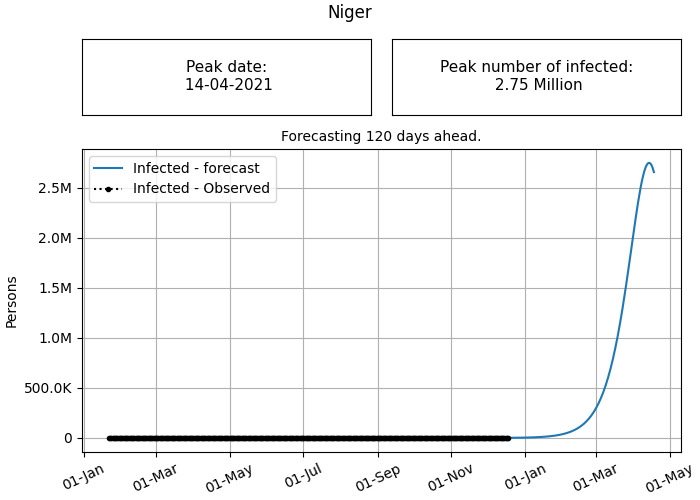 Niger
Peak date:
14-04-2021
Peak number of infected:
2.75 Million
Forecasting 120 days ahead.
Infected - forecast
Infected - Observed
Persons
2.5M
2.0M
1.5M
1.0M
500.0K
0
01-Jan
01-Mar
01-May
01-Jul
01-Sep
01-Nov
01-Jan
01-Mar
01-May